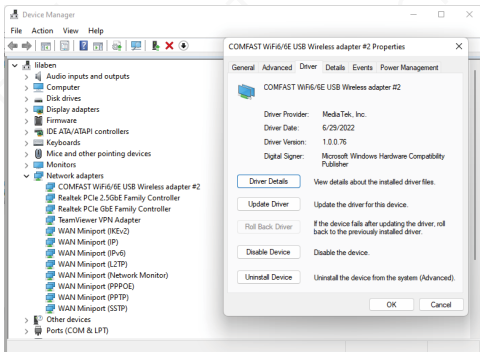 Device Manager
File Action View Help
lilaben
Audio inputs and outputs
Computer
Disk drives
Display adapters
Firmware
IDE ATA/ATAPI controllers
Keyboards
Mice and other pointing devices
Monitors
Network adapters
COMFAST WiFi6/6E USB Wireless adapter #2
Realtek PCIe 2.5GbE Family Controller
Realtek PCIe GbE Family Controller
TeamViewer VPN Adapter
WAN Miniport (IKEv2)
WAN Miniport (IP)
WAN Miniport (IPv6)
WAN Miniport (L2TP)
WAN Miniport (Network Monitor)
WAN Miniport (PPPOE)
WAN Miniport (PPTP)
WAN Miniport (SSTP)
Other devices
Ports (COM & LPT)
COMFAST WiFi6/6E USB Wireless adapter #2 Properties
General Advanced Driver Details Events Power Management
COMFAST WiFi6/6E USB Wireless adapter #2
Driver Provider: MediaTek, Inc.
Driver Date: 6/29/2022
Driver Version: 1.0.0.76
Digital Signer: Microsoft Windows Hardware Compatibility
Publisher
Driver Details View details about the installed driver files.
Update Driver Update the driver for this device.
Roll Back Driver If the device fails after updating the driver, roll
back to the previously installed driver.
Disable Device Disable the device.
Uninstall Device Uninstall the device from the system (Advanced).
OK Cancel